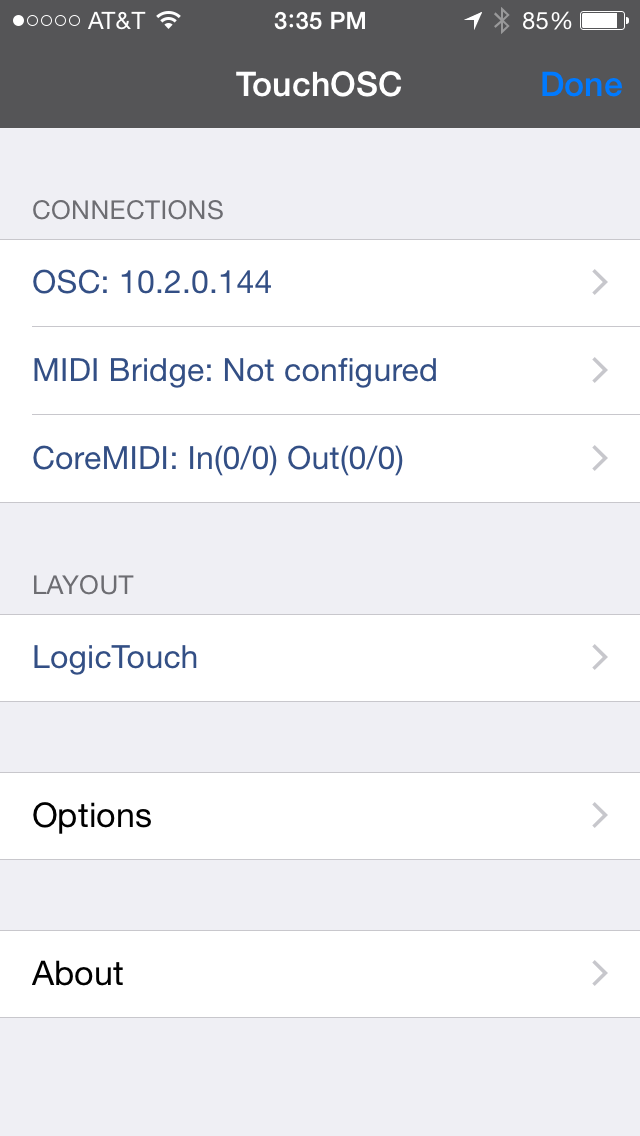 AT&T 3:35 PM 85%
TouchOSC Done
CONNECTIONS
OSC: 10.2.0.144
MIDI Bridge: Not configured
CoreMIDI: In(0/0) Out(0/0)
LAYOUT
LogicTouch
Options
About